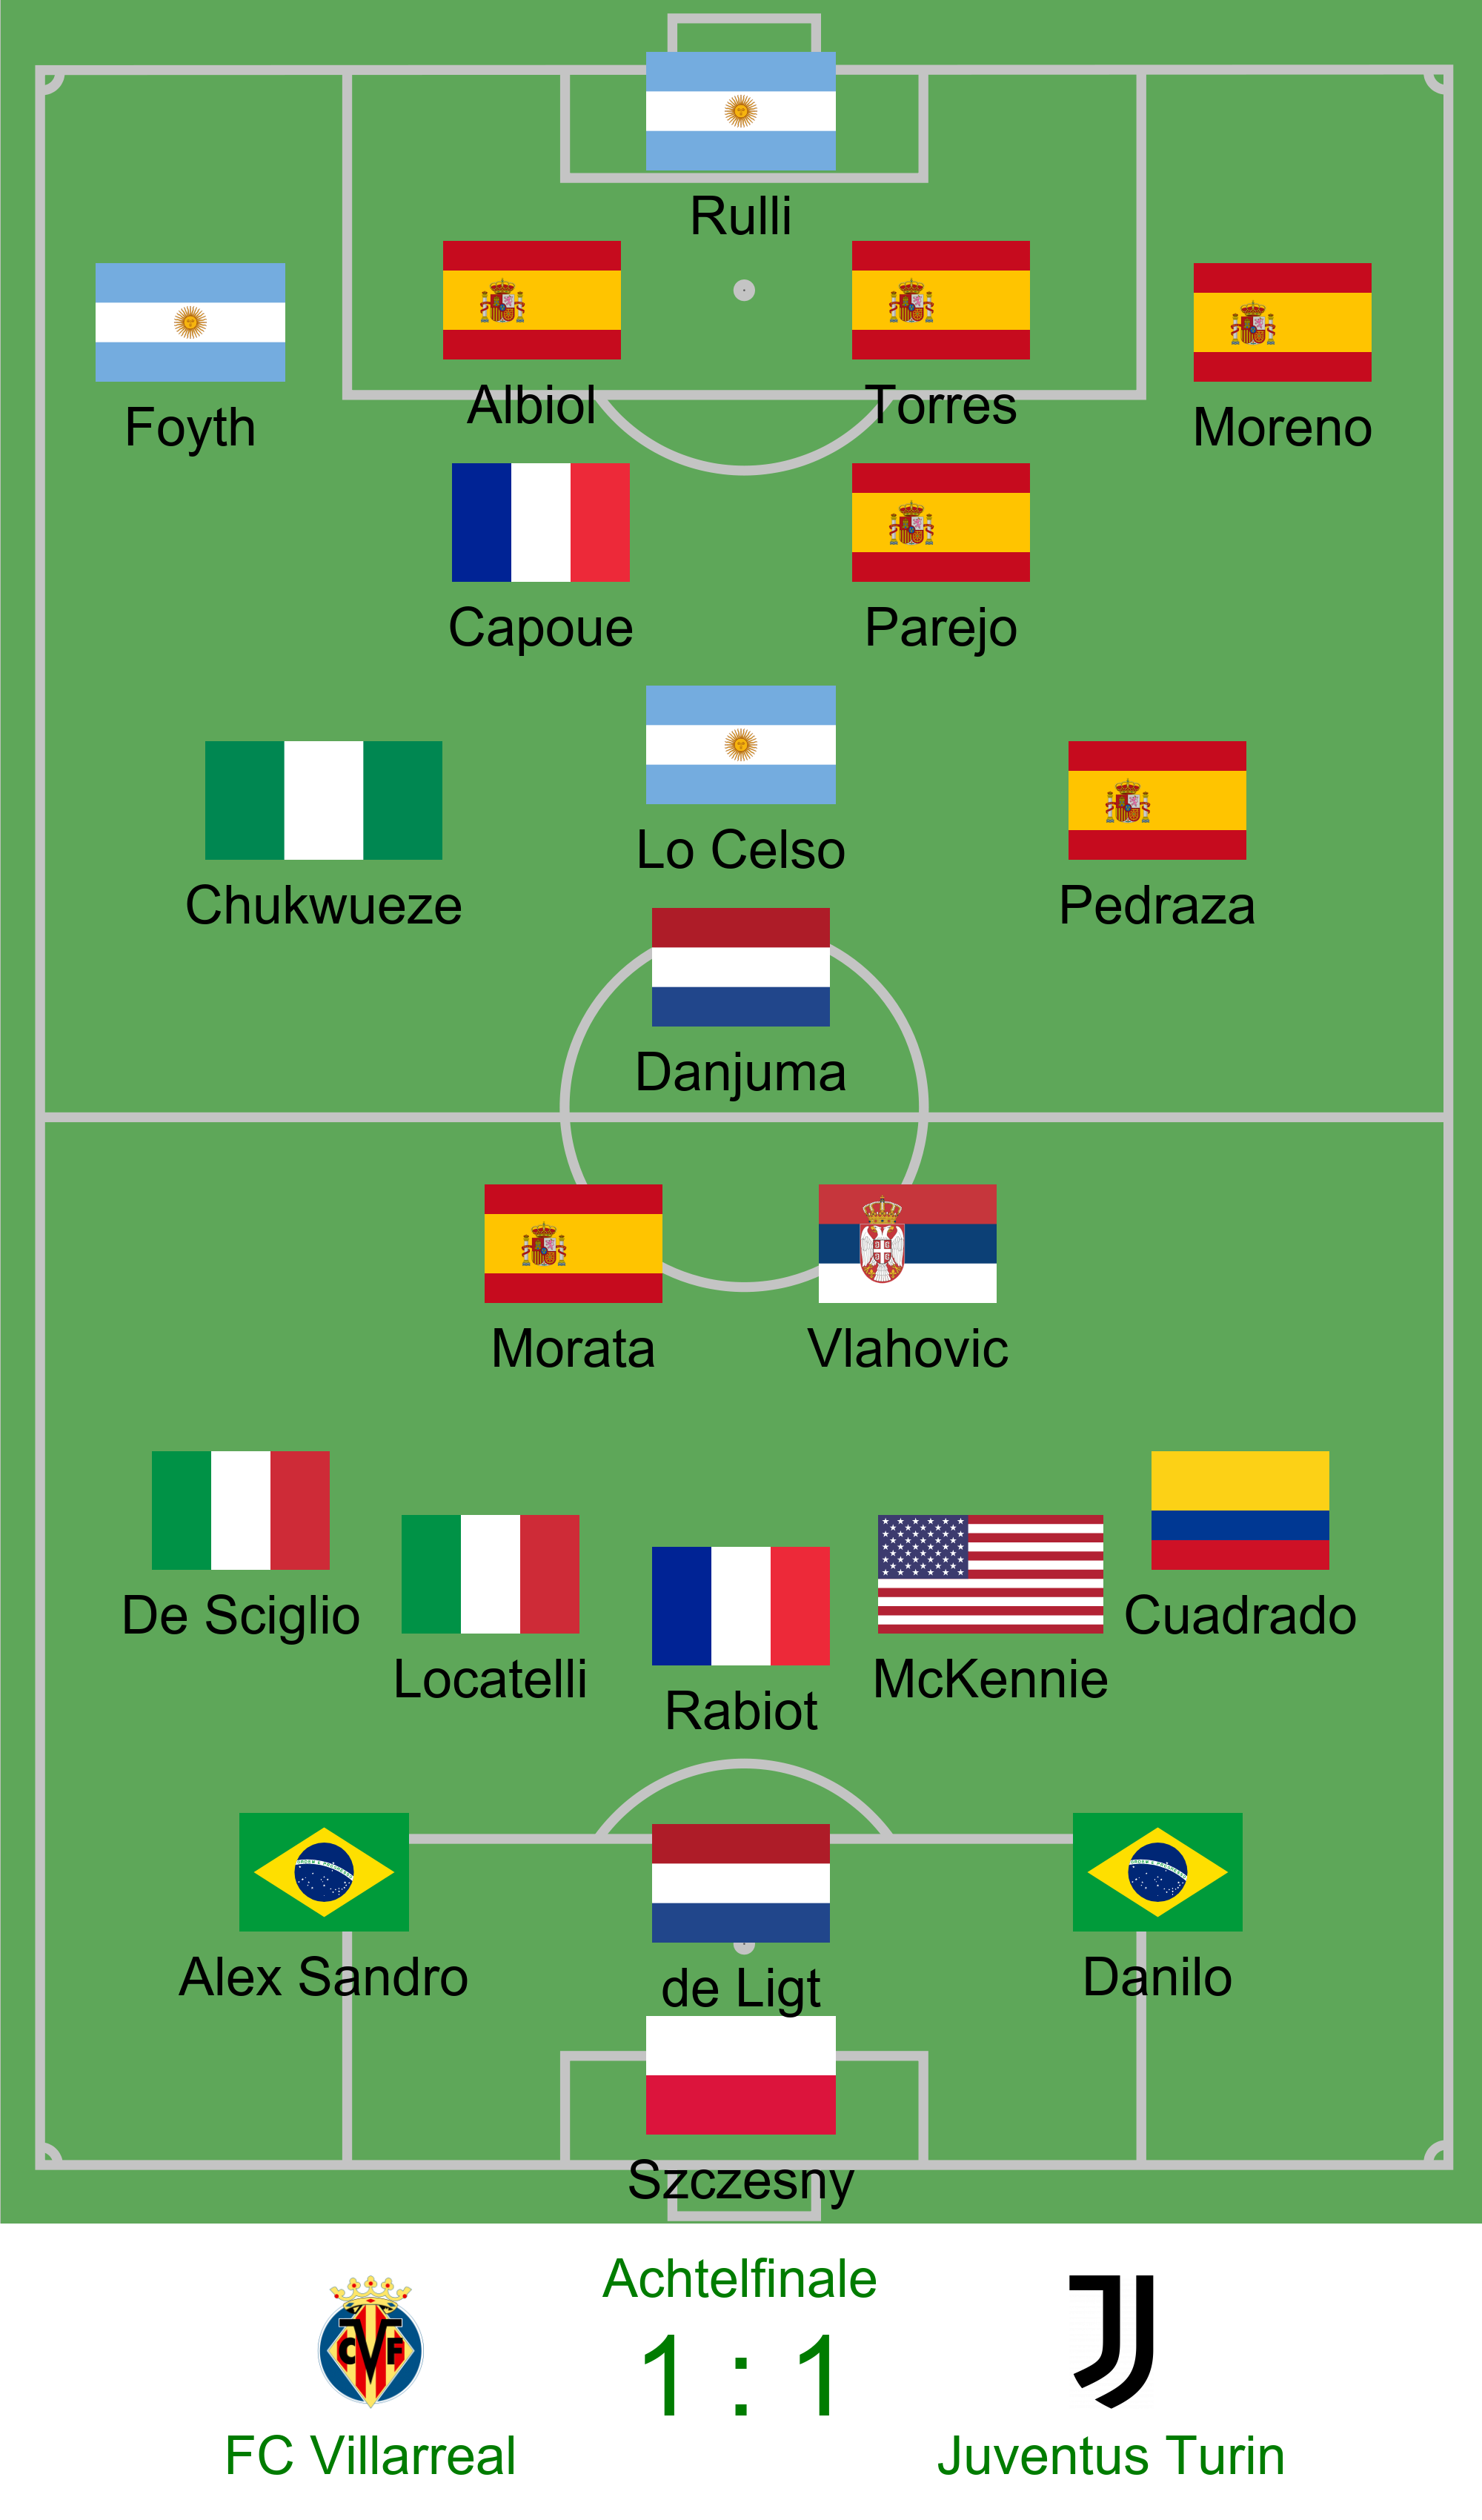 Rulli
Albiol Torres
Foyth Moreno
Capoue Parejo
Lo Celso
Chukwueze Pedraza
Danjuma
Morata Vlahovic
De Sciglio Cuadrado
Locatelli McKennie
Rabiot
Alex Sandro Danilo
de Ligt
Szczesny
Achtelfinale
1 : 1
CVF
FC Villarreal Juventus Turin